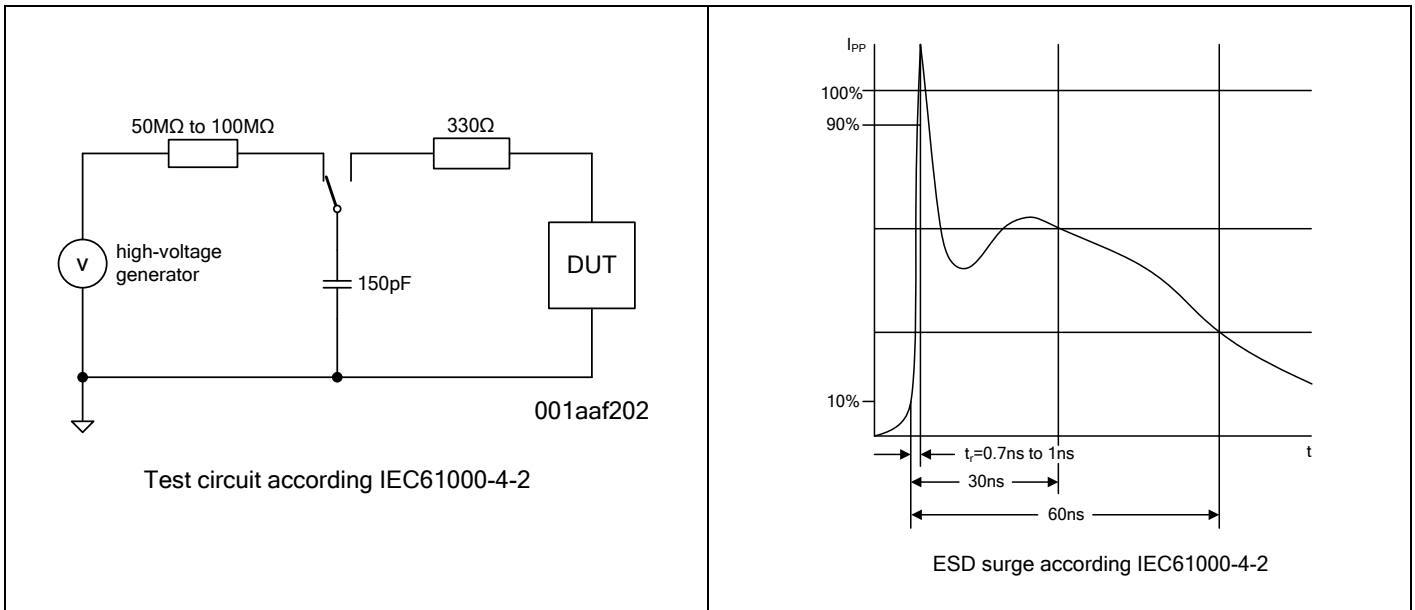 50MΩ to 100MΩ
330Ω
V
high-voltage
generator
150pF
DUT
001aaf202
Test circuit according IEC61000-4-2
IPP
100%
90%
10%
t
tr=0.7ns to 1ns
30ns
60ns
ESD surge according IEC61000-4-2